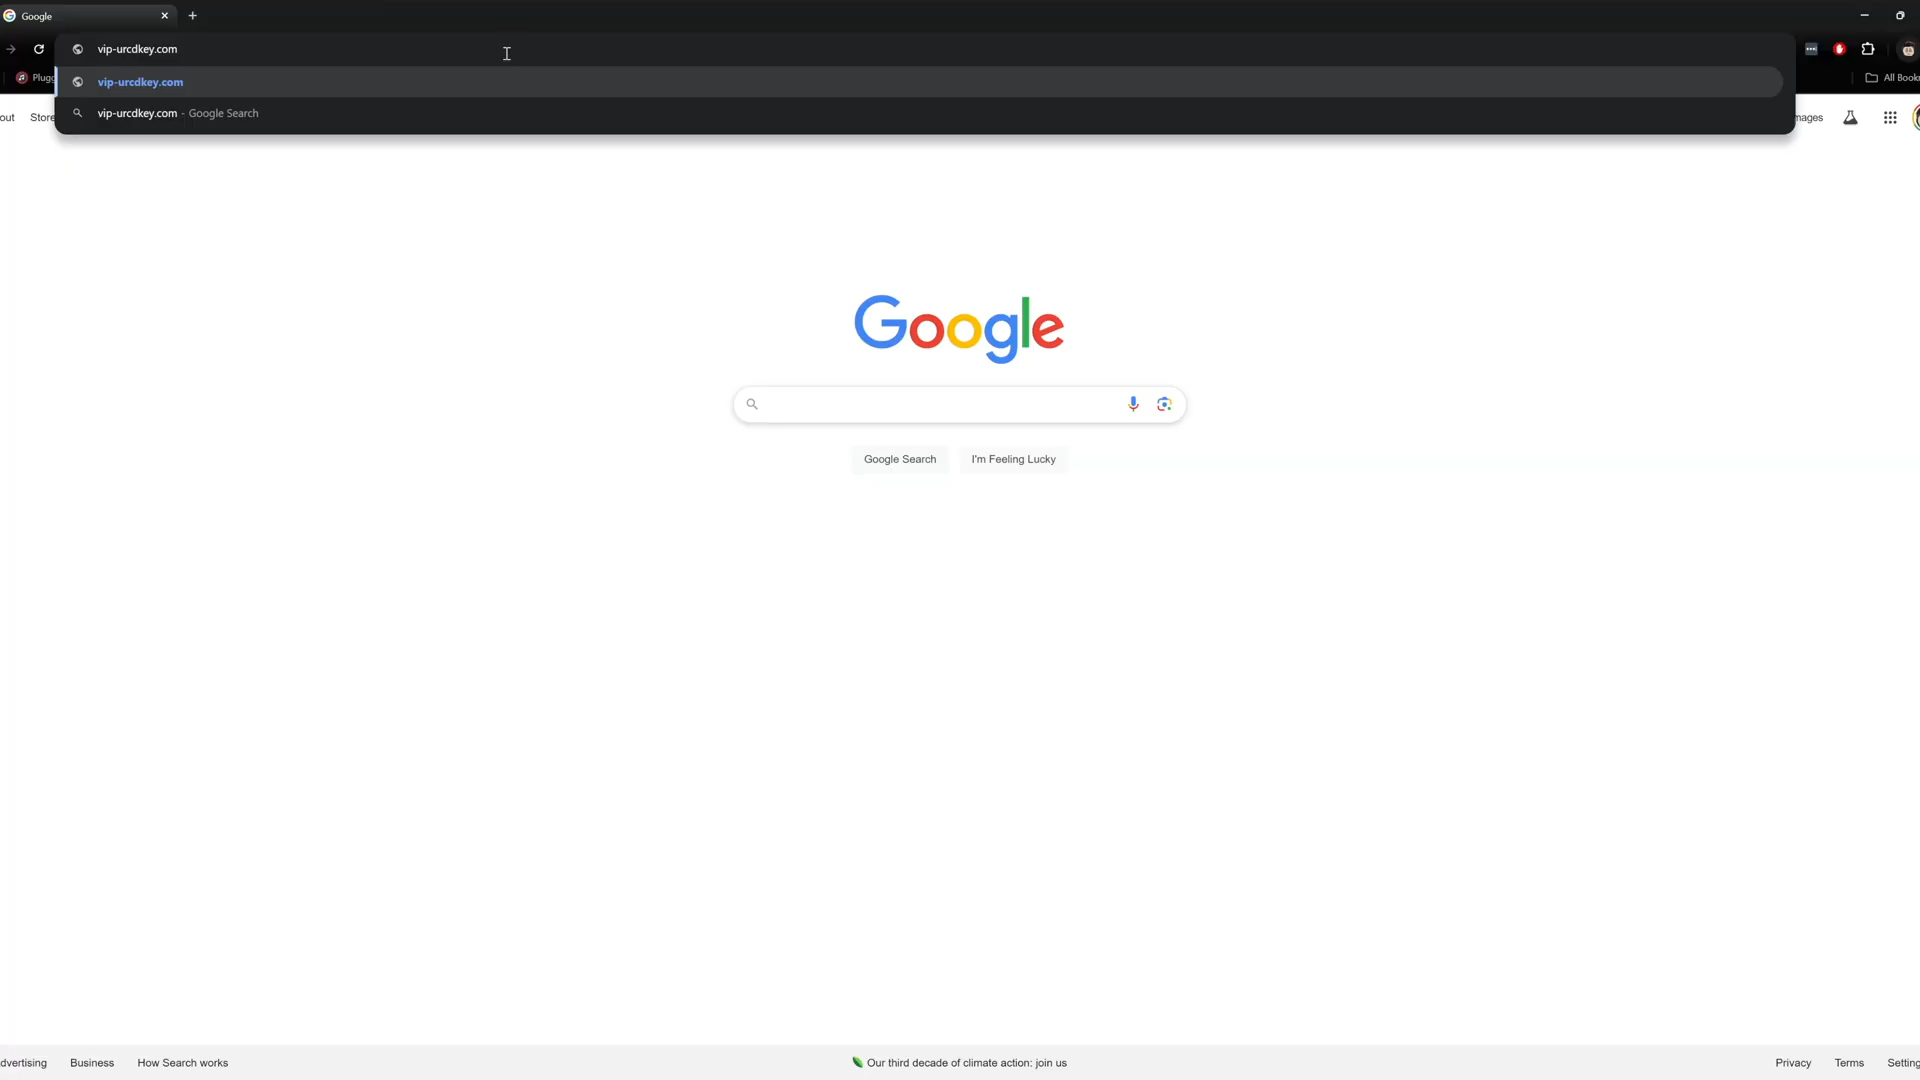 Google
vip-urcdkey.com
Plugg
All Book
vip-urcdkey.com
vip-urcdkey.com - Google Search
out Store
mages
Google
Google Search I'm Feeling Lucky
dvertising Business How Search works
Our third decade of climate action: join us
Privacy Terms Setting